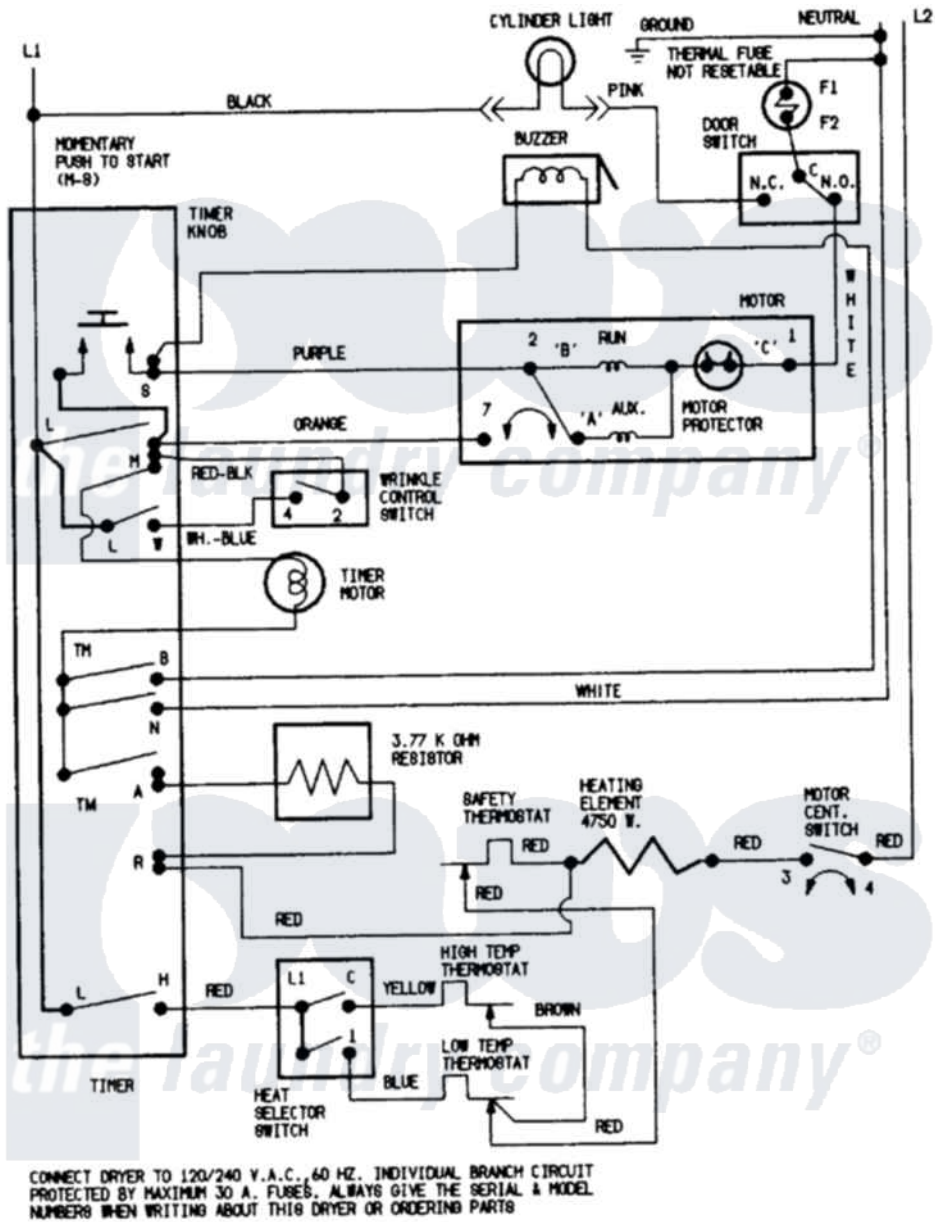 CYLINDER LIGHT
GROUND
NEUTRAL
L2
L1
THERMAL FUSE
NOT RESETABLE
F1
F2
BLACK
PINK
DOOR
SWITCH
BUZZER
MOMENTARY
PUSH TO START
(M-S)
N.C.
C
N.O.
TIMER
KNOB
WHITE
MOTOR
2
'B'
RUN
'C'
1
PURPLE
S
7
'A'
AUX.
MOTOR
PROTECTOR
ORANGE
L
M
RED-BLK
WRINKLE
CONTROL
SWITCH
4
2
L
W
WH.-BLUE
TIMER
MOTOR
TM
B
WHITE
N
3.77 K OHM
RESISTOR
TM
A
SAFETY
THERMOSTAT
HEATING
ELEMENT
4750 W.
MOTOR
CENT.
SWITCH
RED
RED
RED
R
3
4
RED
RED
HIGH TEMP
THERMOSTAT
L
H
RED
L1
C
YELLOW
BROWN
1
LOW TEMP
THERMOSTAT
BLUE
TIMER
HEAT
SELECTOR
SWITCH
RED
CONNECT DRYER TO 120/240 V.A.C., 60 HZ. INDIVIDUAL BRANCH CIRCUIT
PROTECTED BY MAXIMUM 30 A. FUSES. ALWAYS GIVE THE SERIAL & MODEL
NUMBERS WHEN WRITING ABOUT THIS DRYER OR ORDERING PARTS
the laundry company®
the laundry company®